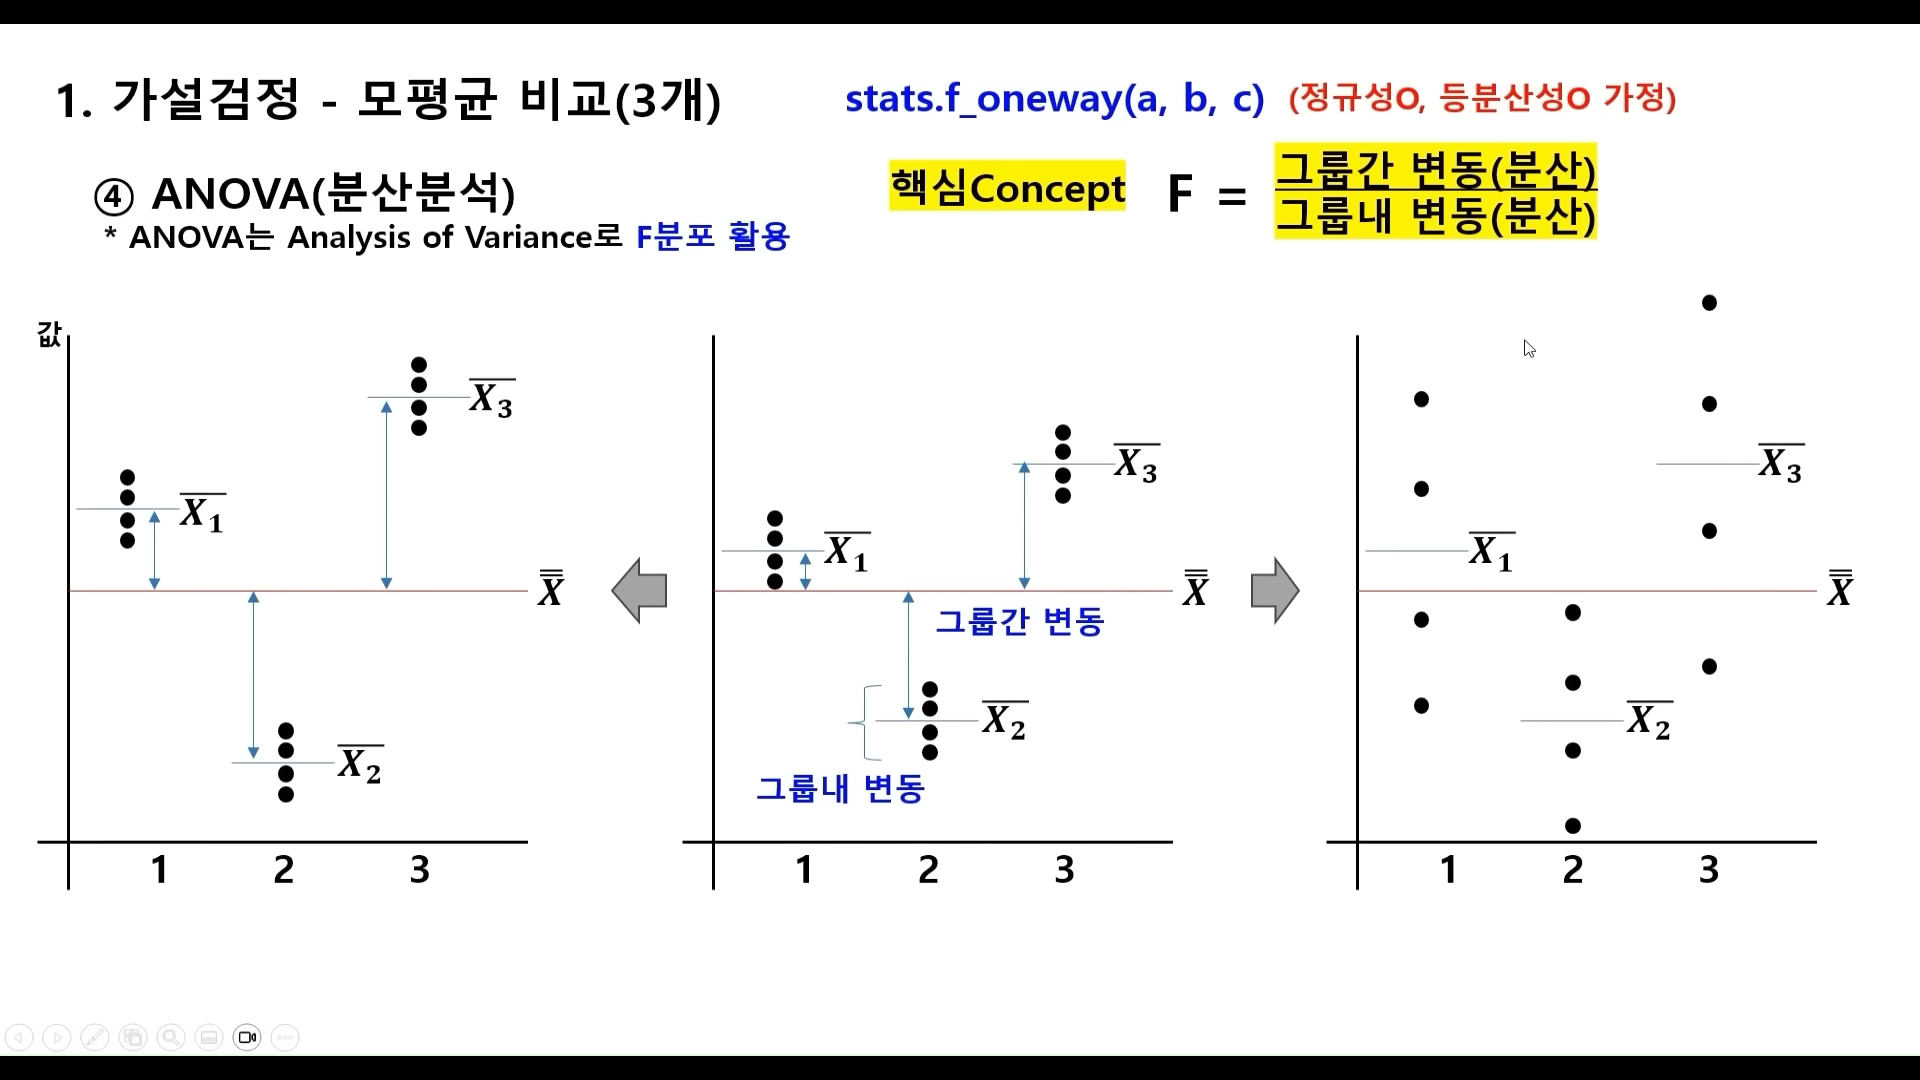 1. 가설검정 - 모평균 비교(3개)
stats.f_oneway(a, b, c) (정규성O, 등분산성O 가정)
④ ANOVA(분산분석)
* ANOVA는 Analysis of Variance로 F분포 활용
핵심Concept F = 그룹간 변동(분산)
그룹내 변동(분산)
값
X̅₁
X̅₂
X̅₃
X̿
1 2 3
X̅₁
X̅₂
X̅₃
X̿
그룹간 변동
그룹내 변동
1 2 3
X̅₁
X̅₂
X̅₃
X̿
1 2 3